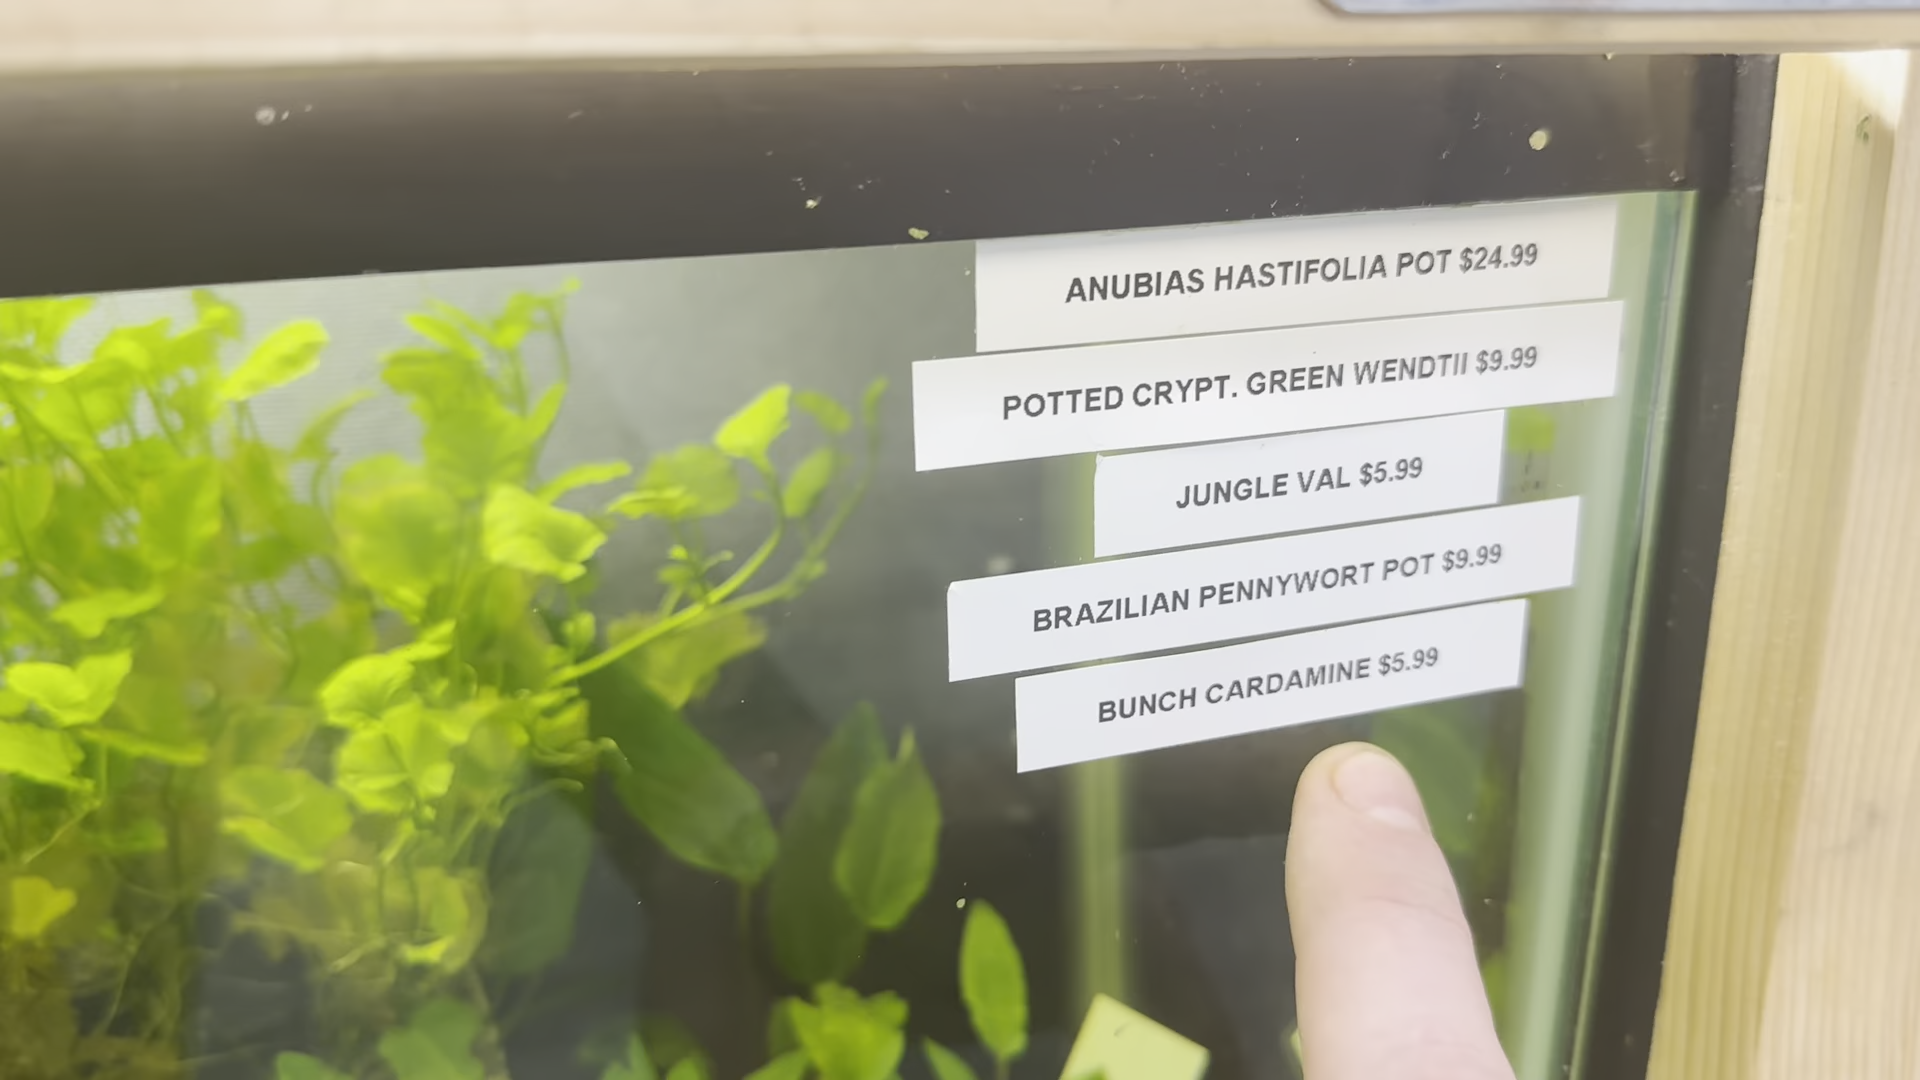 ANUBIAS HASTIFOLIA POT $24.99
POTTED CRYPT. GREEN WENDTII $9.99
JUNGLE VAL $5.99
BRAZILIAN PENNYWORT POT $9.99
BUNCH CARDAMINE $5.99